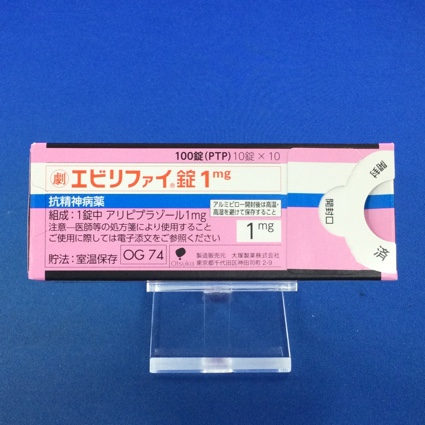 100錠(PTP) 10錠×10
劇 エビリファイ®錠1mg
抗精神病薬
アルミピロー開封後は高温・
高湿を避けて保存すること
組成:1錠中 アリピプラゾール1mg
注意―医師等の処方箋により使用すること
ご使用に際しては電子添文をご参照ください
1mg
貯法:室温保存 OG 74
Otsuka
製造販売元 大塚製薬株式会社
東京都千代田区神田司町2-9
開封
開封口
済